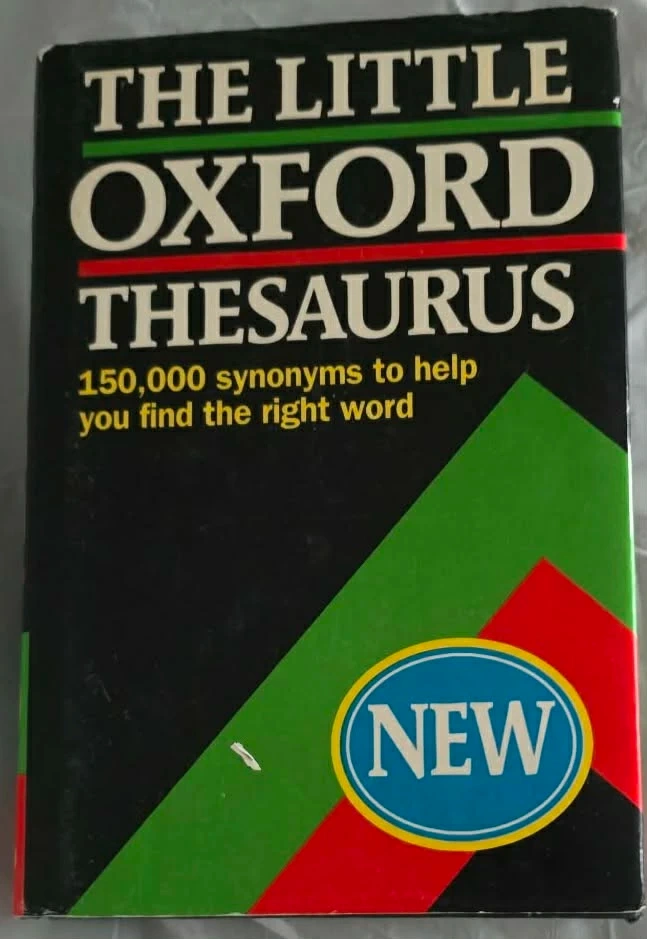 THE LITTLE
OXFORD
THESAURUS
150,000 synonyms to help
you find the right word
NEW